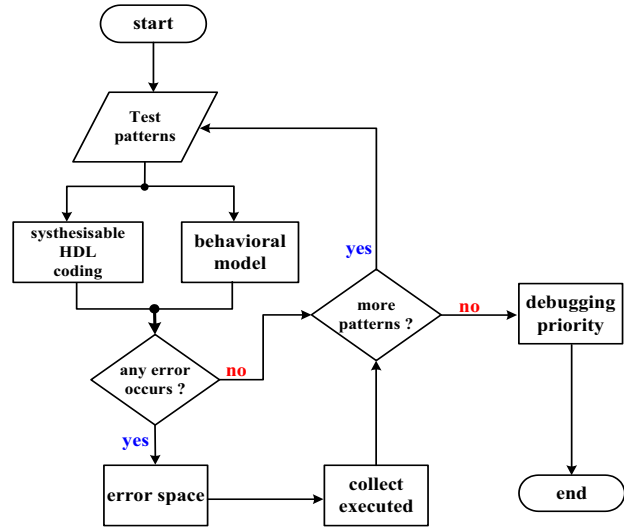 start
Test
patterns
systhesisable
HDL
coding
behavioral
model
yes
more
patterns ?
no
debugging
priority
any error
occurs ?
no
yes
error space
collect
executed
end